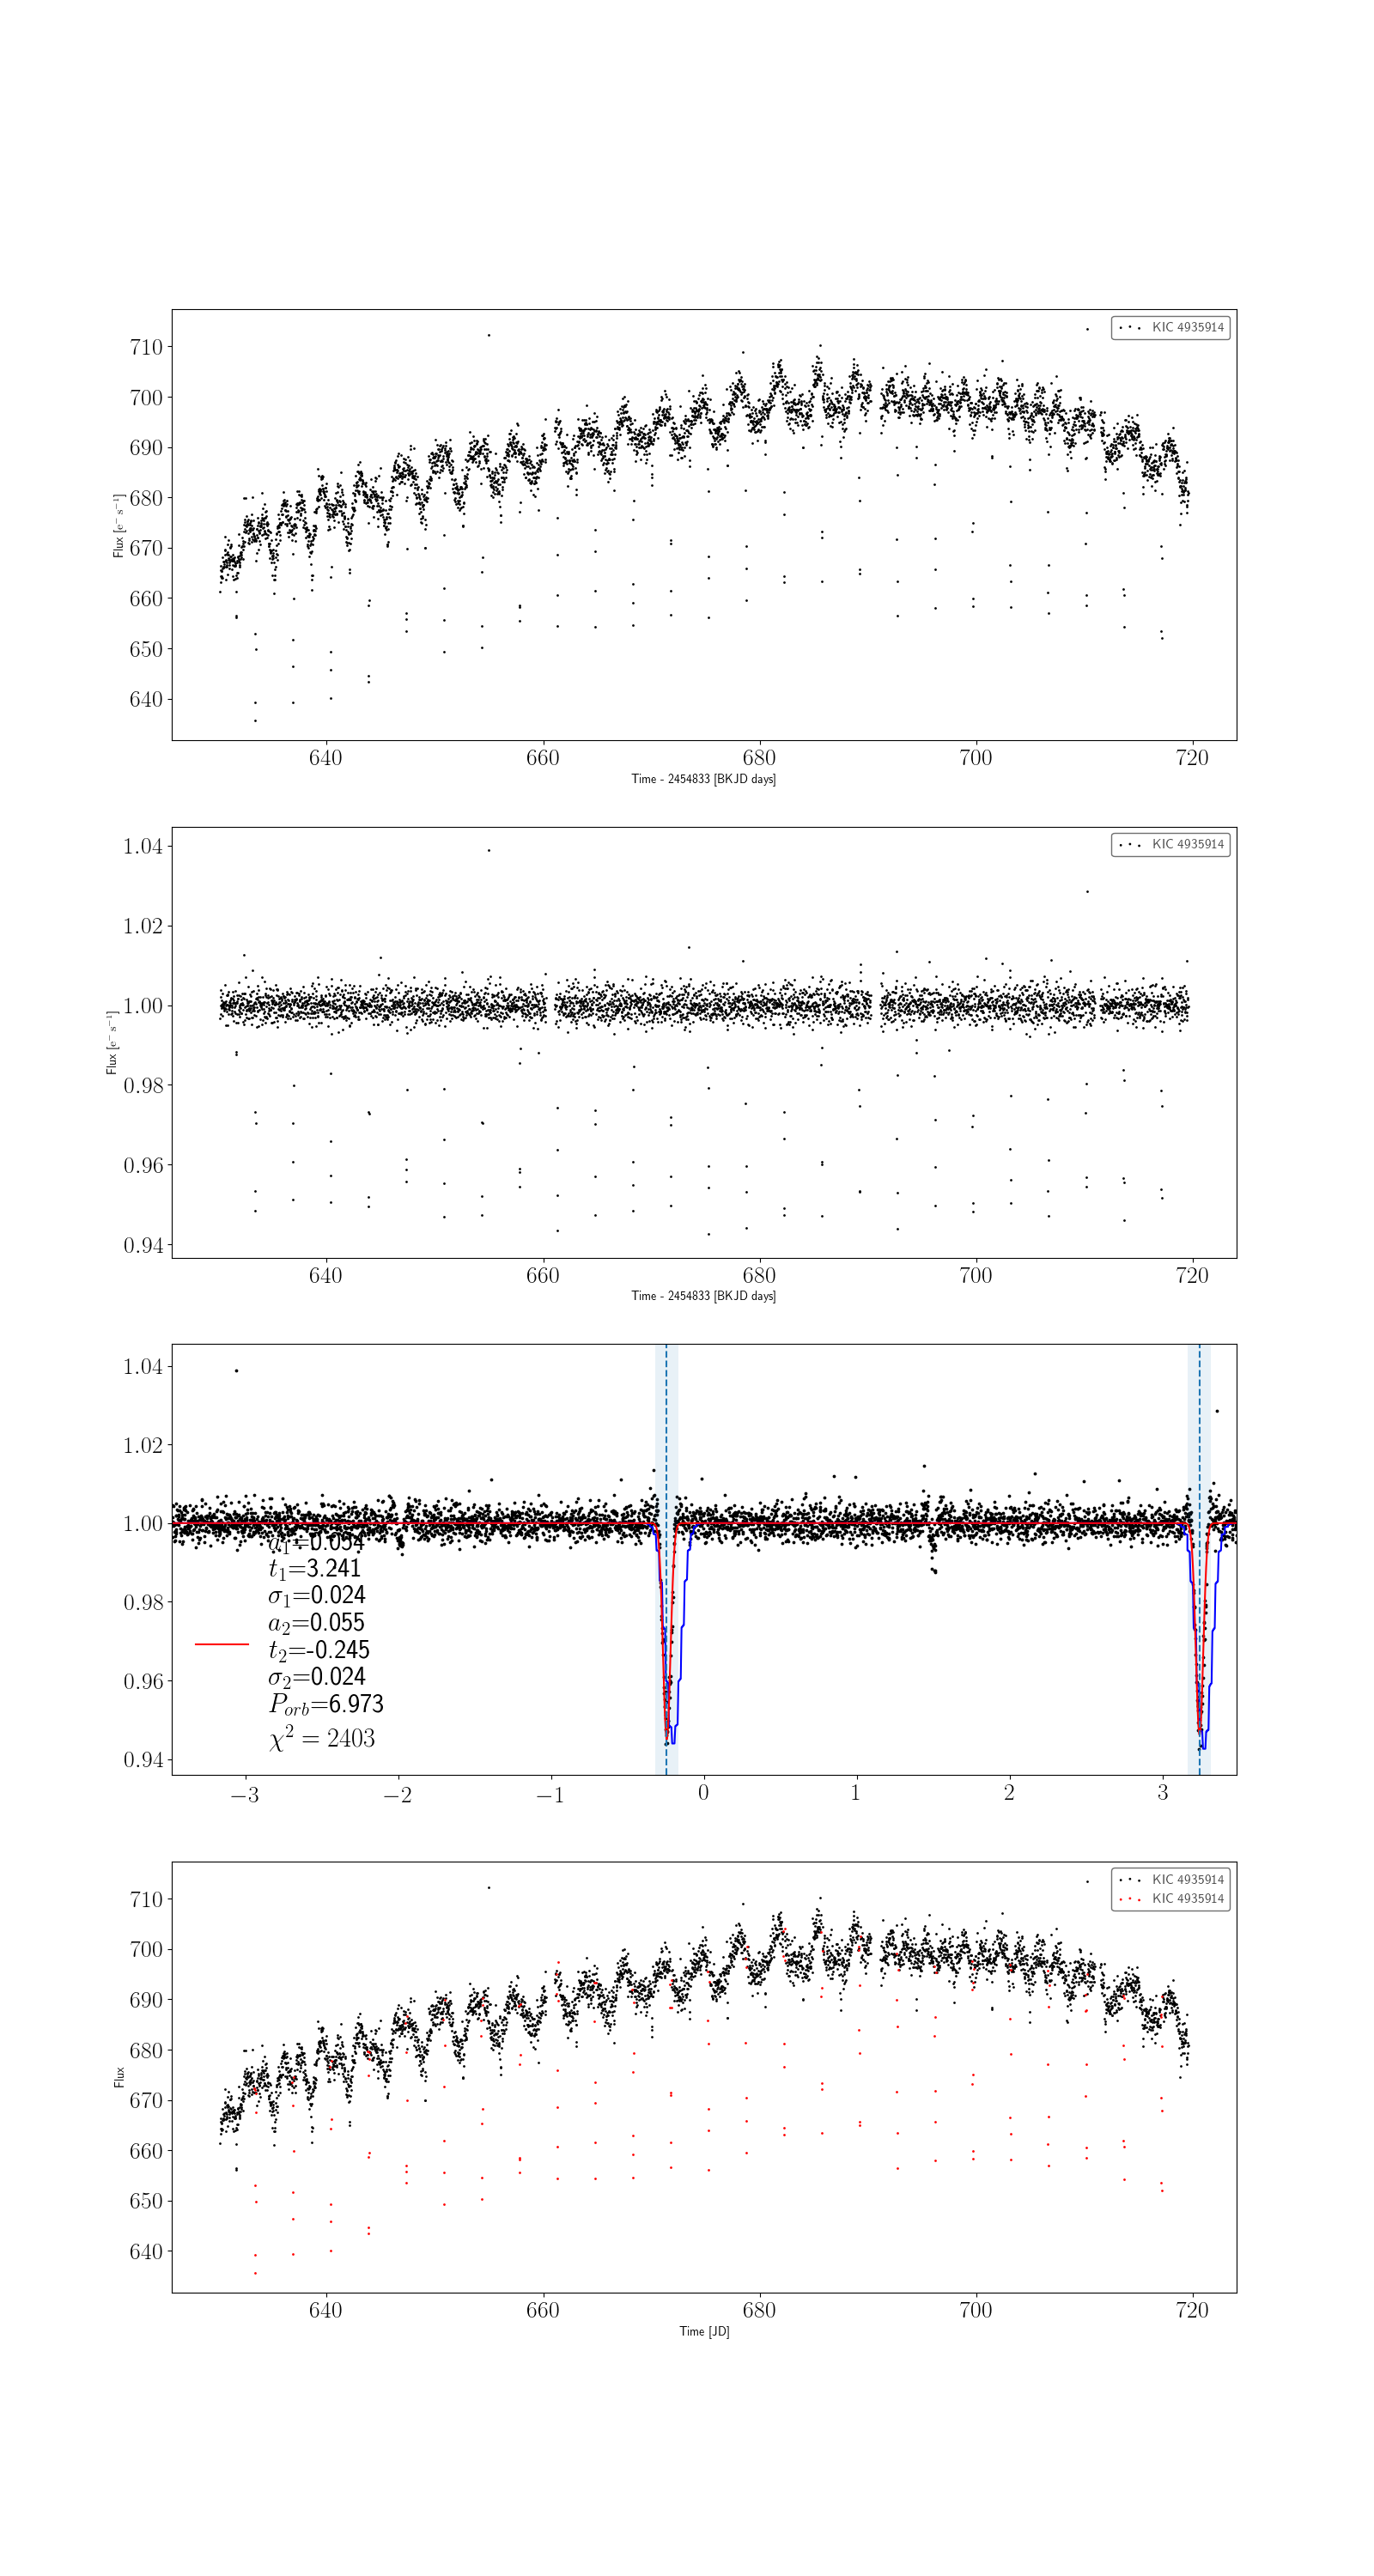 KIC 4935914
710
700
690
680
670
660
650
640
Flux [e⁻ s⁻¹]
640 660 680 700 720
Time - 2454833 [BKJD days]
KIC 4935914
1.04
1.02
1.00
0.98
0.96
0.94
Flux [e⁻ s⁻¹]
640 660 680 700 720
Time - 2454833 [BKJD days]
1.04
1.02
1.00
0.98
0.96
0.94
a₁=0.054
t₁=3.241
σ₁=0.024
a₂=0.055
t₂=-0.245
σ₂=0.024
P_orb=6.973
χ² = 2403
−3 −2 −1 0 1 2 3
KIC 4935914
KIC 4935914
710
700
690
680
670
660
650
640
Flux
640 660 680 700 720
Time [JD]